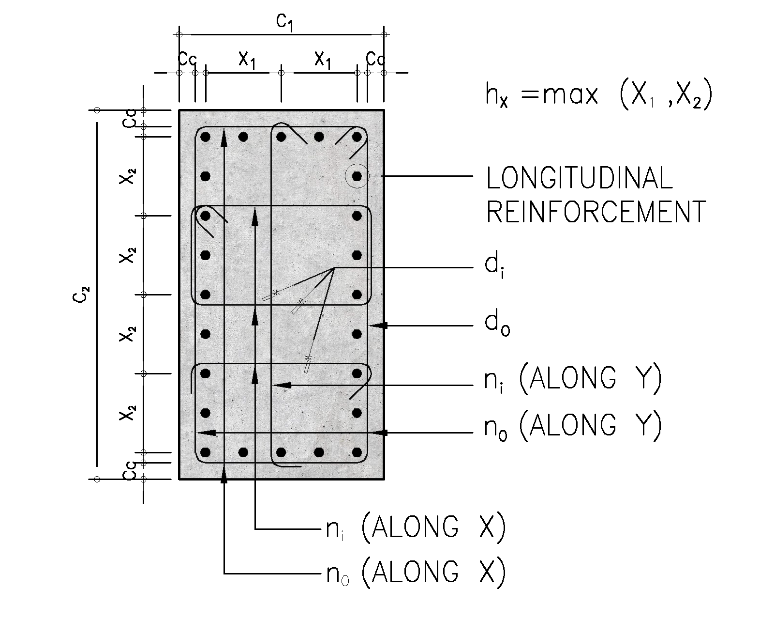 C₁
Cc X₁ X₁ Cc
hₓ =max (X₁ ,X₂)
Cc
X₂
LONGITUDINAL
REINFORCEMENT
X₂
dᵢ
C₂
X₂
dₒ
nᵢ (ALONG Y)
X₂
nₒ (ALONG Y)
Cc
nᵢ (ALONG X)
nₒ (ALONG X)